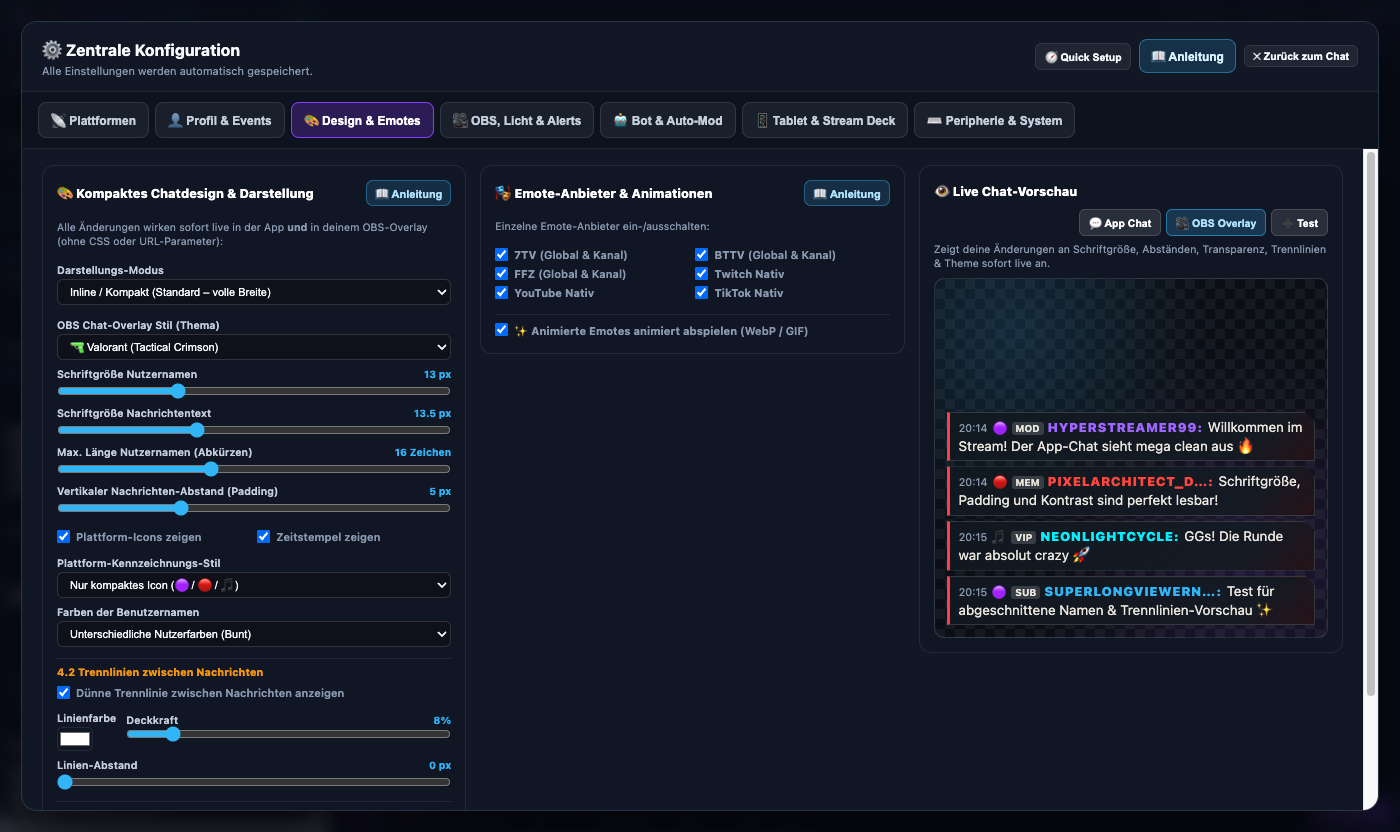 ⚙️ Zentrale Konfiguration
Alle Einstellungen werden automatisch gespeichert.
🧭 Quick Setup
📖 Anleitung
✕ Zurück zum Chat
📡 Plattformen
👤 Profil & Events
🎨 Design & Emotes
🎥 OBS, Licht & Alerts
🤖 Bot & Auto-Mod
📱 Tablet & Stream Deck
⌨️ Peripherie & System
🎨 Kompaktes Chatdesign & Darstellung
📖 Anleitung
Alle Änderungen wirken sofort live in der App und in deinem OBS-Overlay
(ohne CSS oder URL-Parameter):
Darstellungs-Modus
Inline / Kompakt (Standard – volle Breite)
OBS Chat-Overlay Stil (Thema)
🔫 Valorant (Tactical Crimson)
Schriftgröße Nutzernamen 13 px
Schriftgröße Nachrichtentext 13.5 px
Max. Länge Nutzernamen (Abkürzen) 16 Zeichen
Vertikaler Nachrichten-Abstand (Padding) 5 px
Plattform-Icons zeigen
Zeitstempel zeigen
Plattform-Kennzeichnungs-Stil
Nur kompaktes Icon (🟣 / 🔴 / 🎵)
Farben der Benutzernamen
Unterschiedliche Nutzerfarben (Bunt)
4.2 Trennlinien zwischen Nachrichten
Dünne Trennlinie zwischen Nachrichten anzeigen
Linienfarbe
Deckkraft 8%
Linien-Abstand 0 px
🎭 Emote-Anbieter & Animationen
📖 Anleitung
Einzelne Emote-Anbieter ein-/ausschalten:
7TV (Global & Kanal)
BTTV (Global & Kanal)
FFZ (Global & Kanal)
Twitch Nativ
YouTube Nativ
TikTok Nativ
✨ Animierte Emotes animiert abspielen (WebP / GIF)
👁️ Live Chat-Vorschau
💬 App Chat
🎥 OBS Overlay
➕ Test
Zeigt deine Änderungen an Schriftgröße, Abständen, Transparenz, Trennlinien
& Theme sofort live an.
20:14 🟣 MOD HYPERSTREAMER99: Willkommen im
Stream! Der App-Chat sieht mega clean aus 🔥
20:14 🔴 MEM PIXELARCHITECT_D...: Schriftgröße,
Padding und Kontrast sind perfekt lesbar!
20:15 🎵 VIP NEONLIGHTCYCLE: GGs! Die Runde
war absolut crazy 🚀
20:15 🟣 SUB SUPERLONGVIEWERN...: Test für
abgeschnittene Namen & Trennlinien-Vorschau ✨